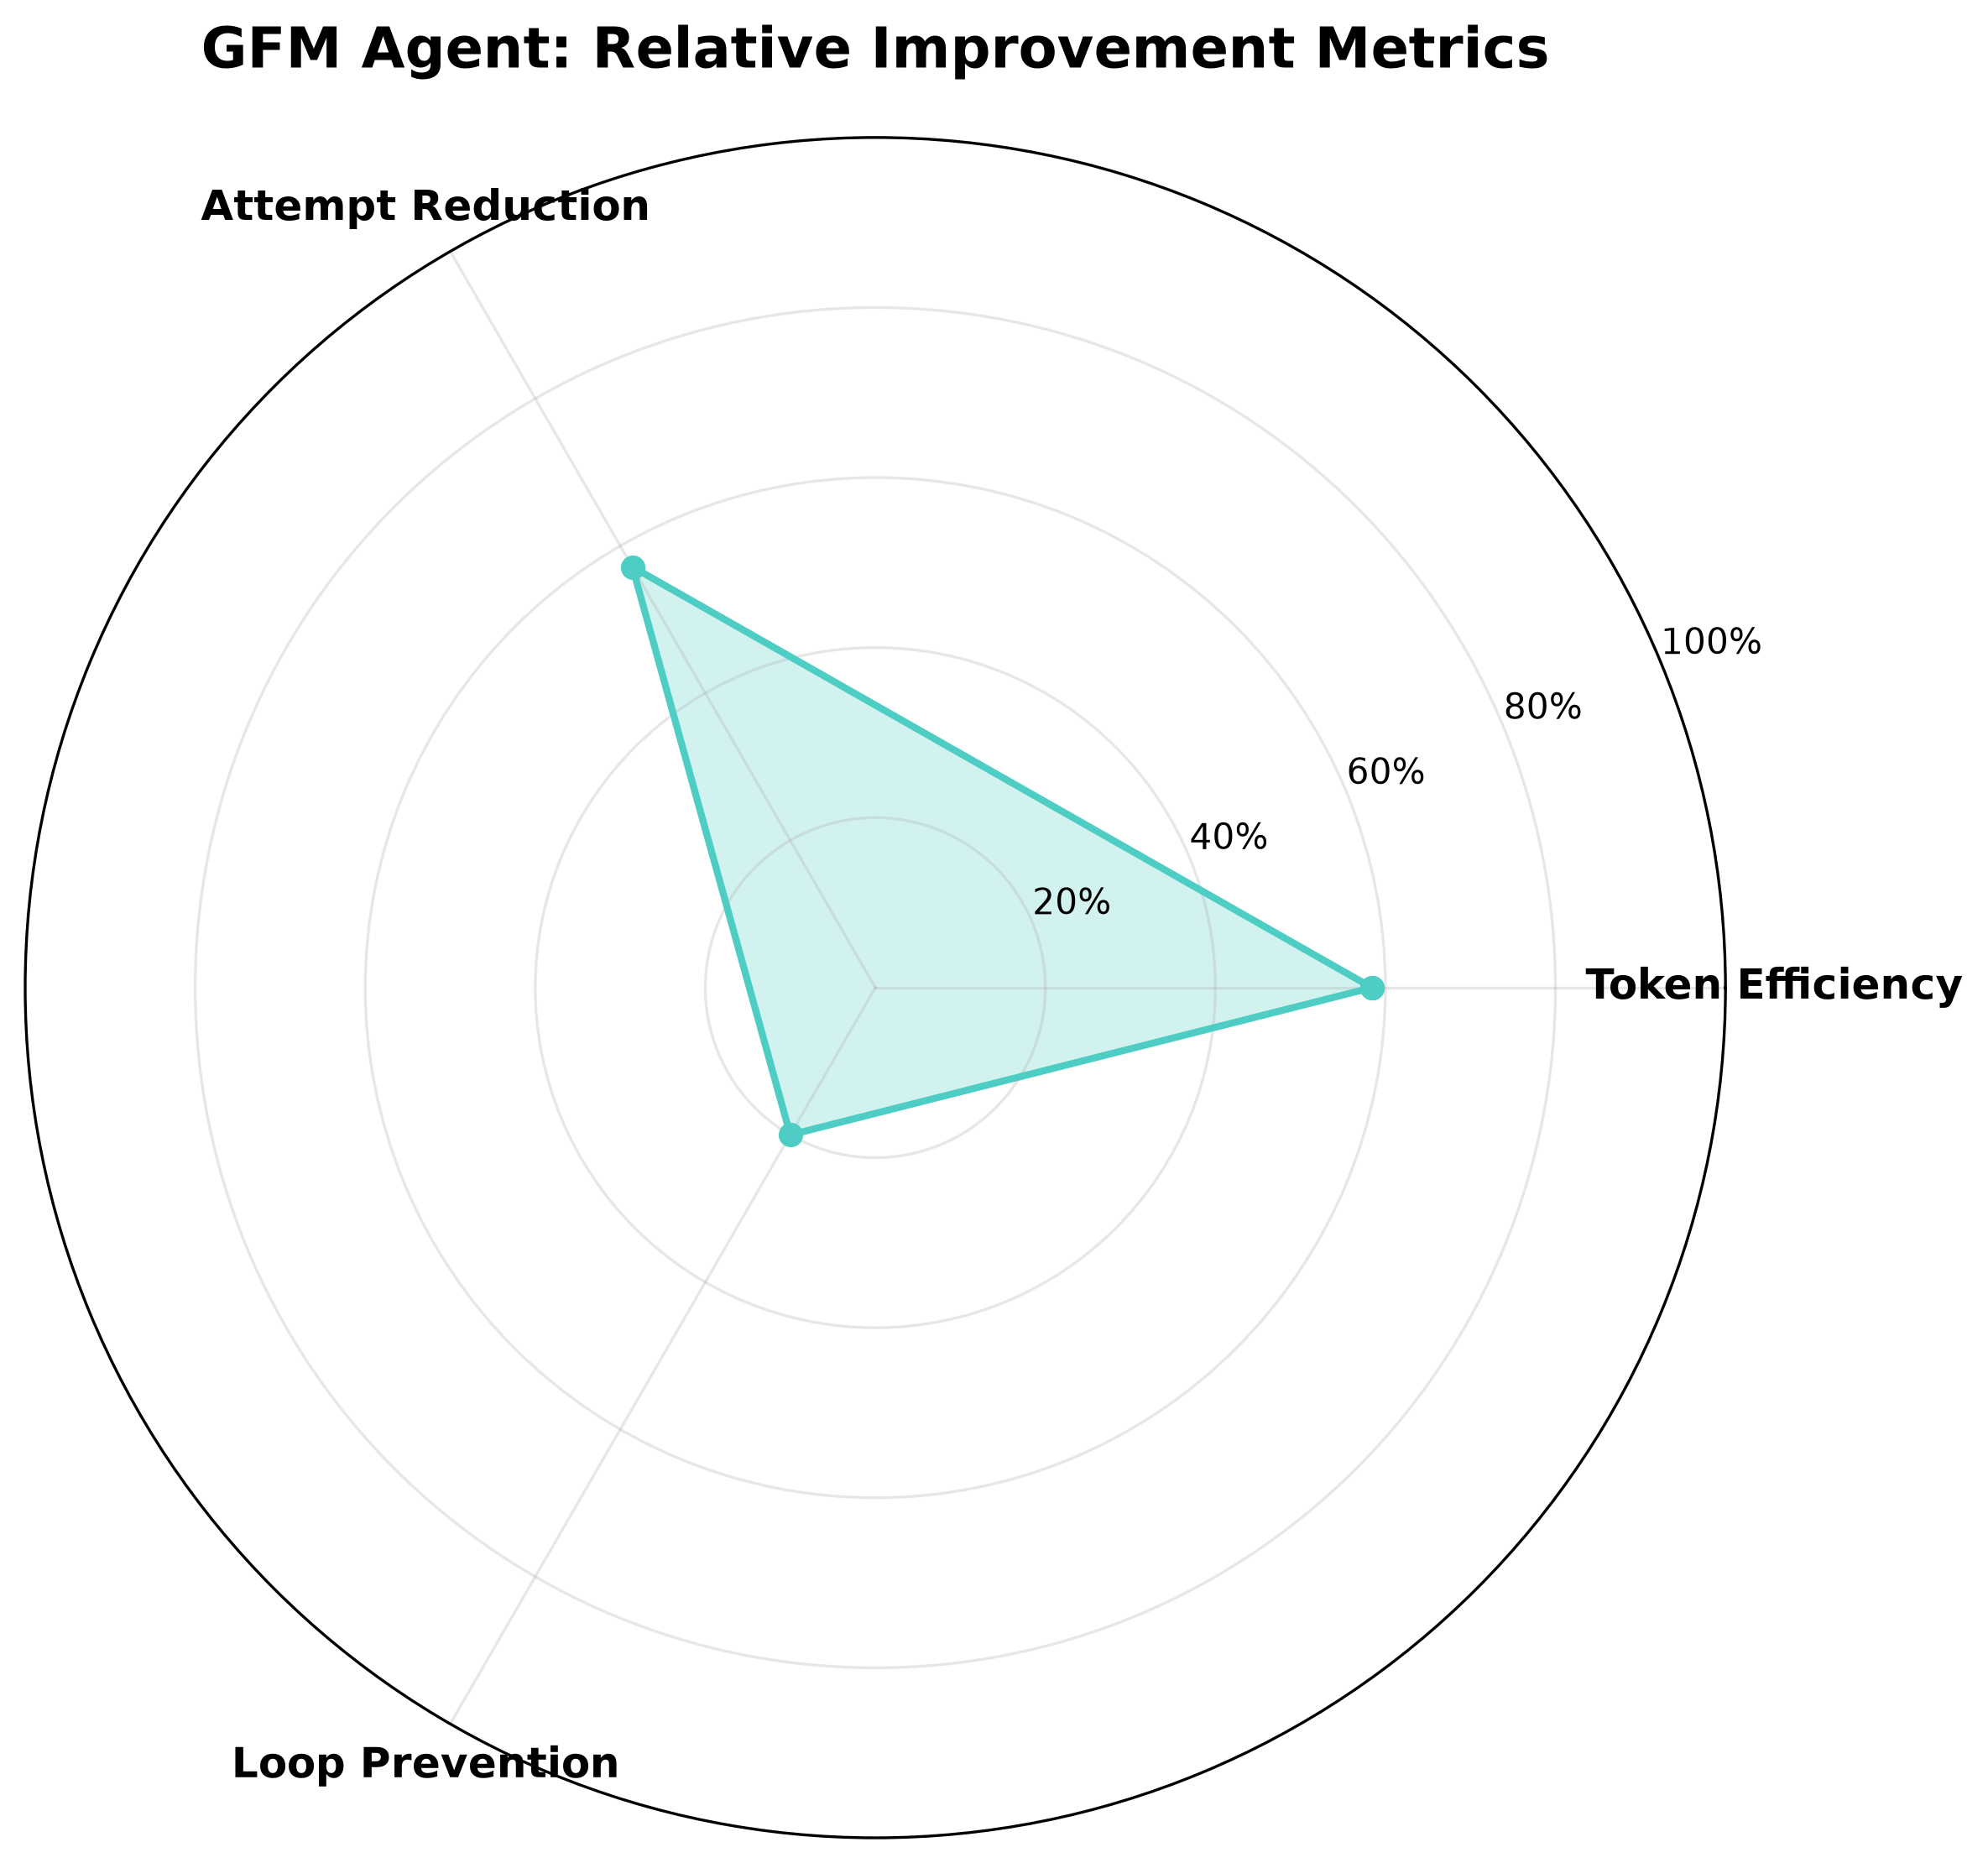 GFM Agent: Relative Improvement Metrics
Attempt Reduction
100%
80%
60%
40%
20%
Token Efficiency
Loop Prevention